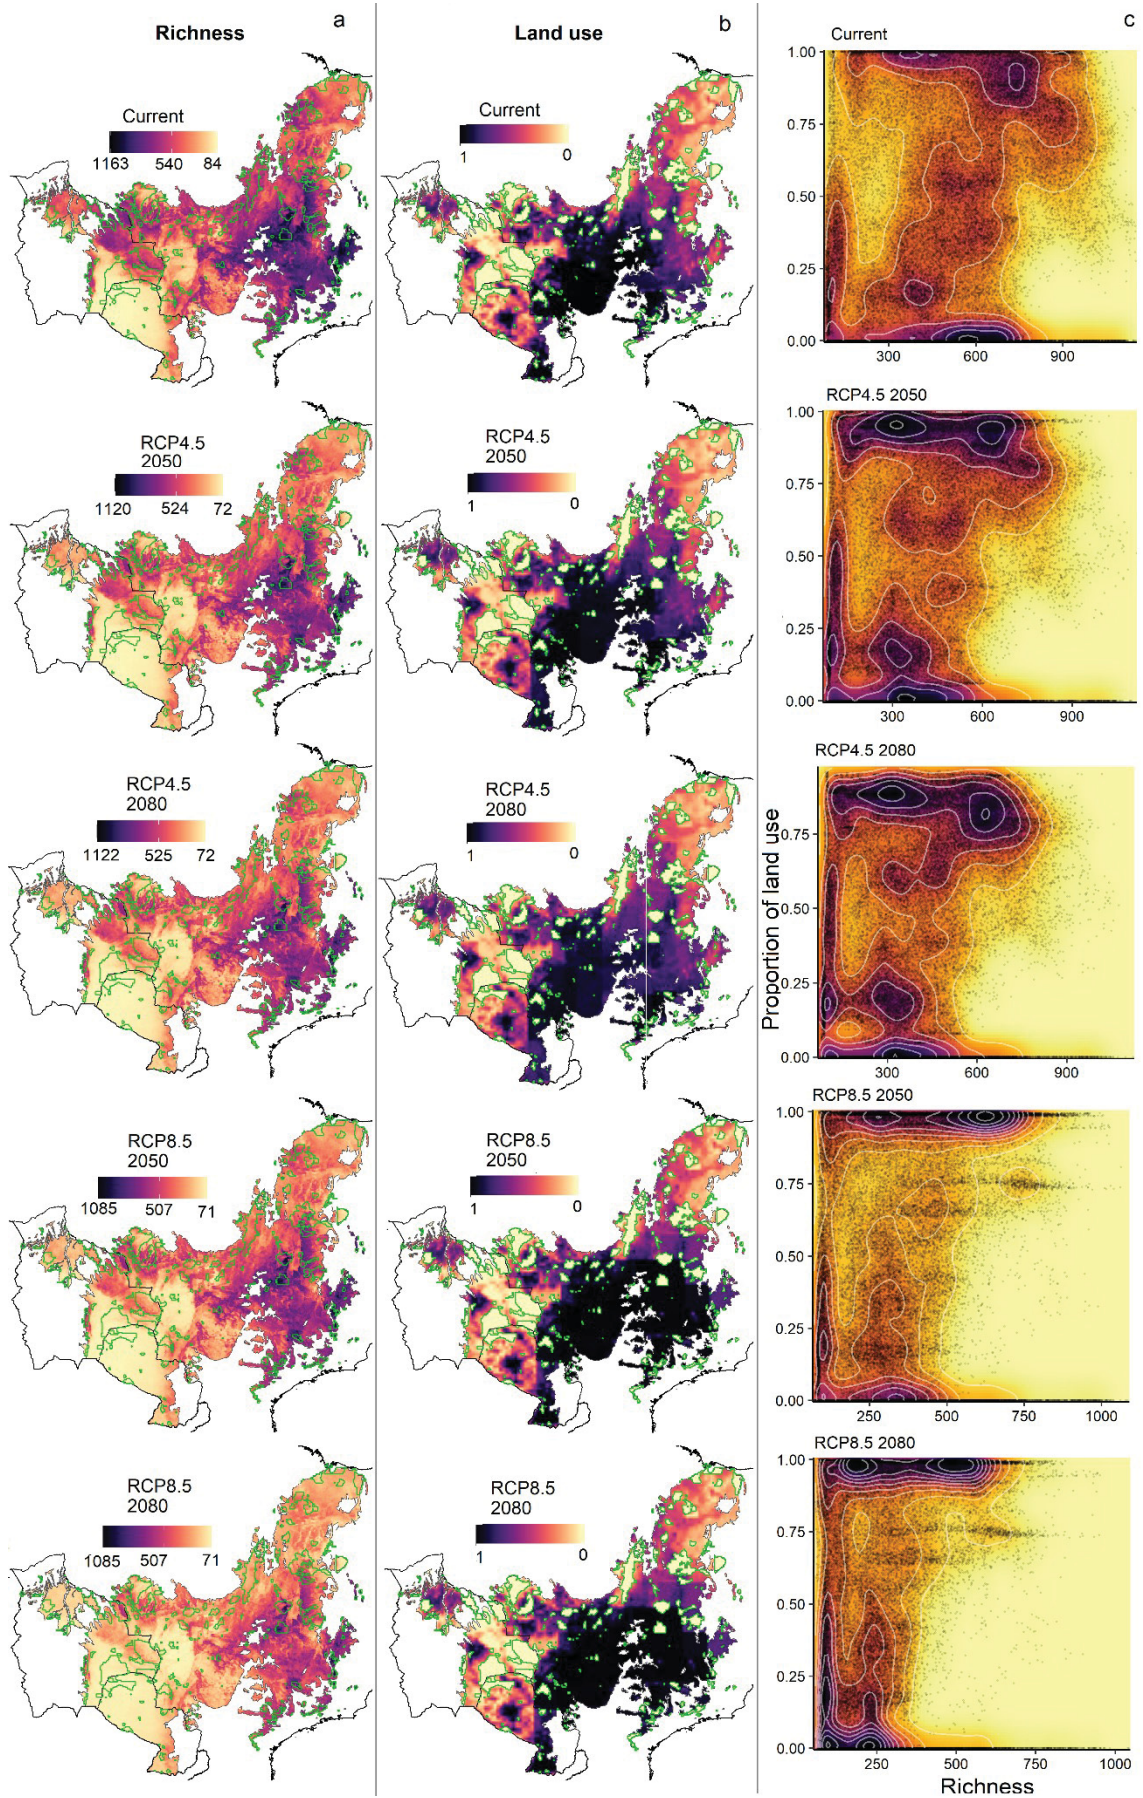 a
Richness
b
Land use
c
Current
1163 540 84
Current
1 0
Current
1.00
0.75
0.50
0.25
0.00
300 600 900
RCP4.5
2050
1120 524 72
RCP4.5
2050
1 0
RCP4.5 2050
1.00
0.75
0.50
0.25
0.00
300 600 900
RCP4.5
2080
1122 525 72
RCP4.5
2080
1 0
RCP4.5 2080
Proportion of land use
0.75
0.50
0.25
0.00
300 600 900
RCP8.5
2050
1085 507 71
RCP8.5
2050
1 0
RCP8.5 2050
1.00
0.75
0.50
0.25
0.00
250 500 750 1000
RCP8.5
2080
1085 507 71
RCP8.5
2080
1 0
RCP8.5 2080
1.00
0.75
0.50
0.25
0.00
250 500 750 1000
Richness